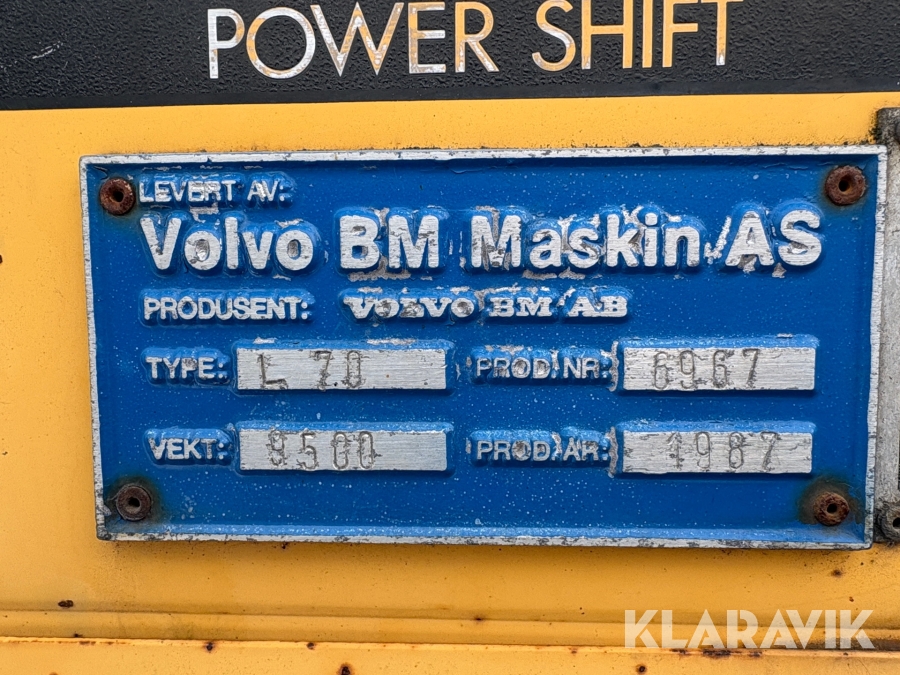 POWER SHIFT
LEVERT AV:
Volvo BM Maskin AS
PRODUSENT: VOLVO BM AB
TYPE: L 70 PROD. NR: 6967
VEKT: 9500 PROD. ÅR: 1987
KLARAVIK